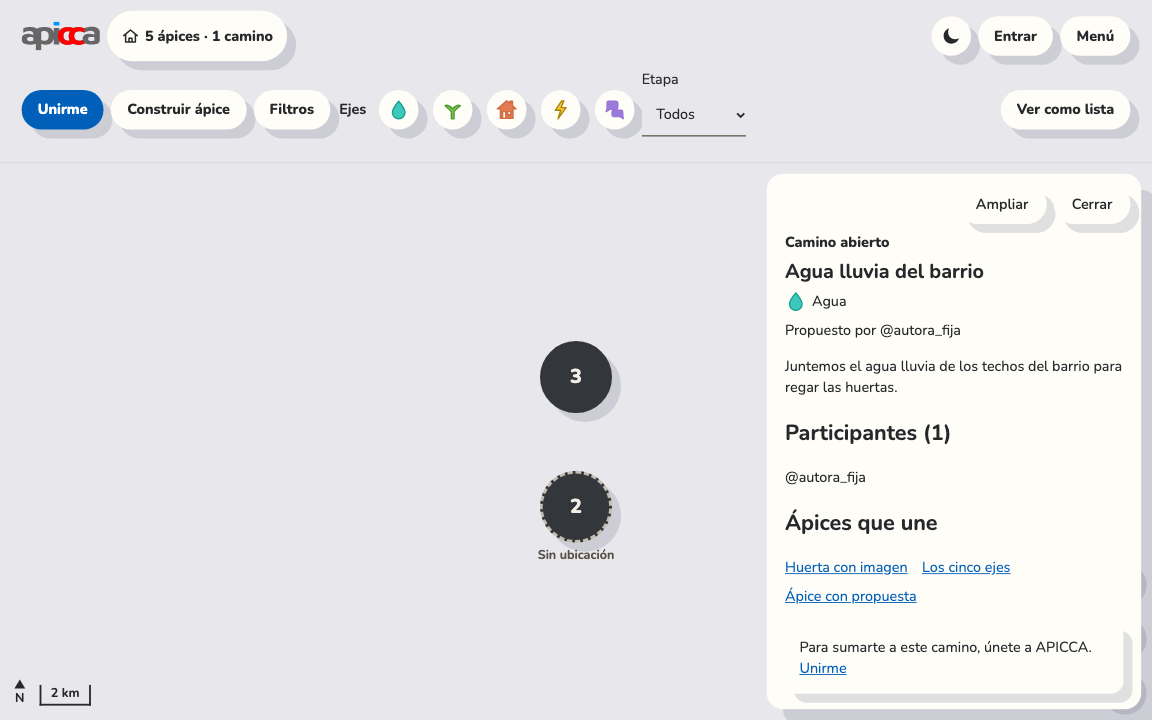 apicca
5 ápices · 1 camino
Entrar
Menú
Unirme
Construir ápice
Filtros
Ejes
Etapa
Todos
Ver como lista
3
2
Sin ubicación
N
2 km
Ampliar
Cerrar
Camino abierto
Agua lluvia del barrio
Agua
Propuesto por @autora_fija
Juntemos el agua lluvia de los techos del barrio para
regar las huertas.
Participantes (1)
@autora_fija
Ápices que une
Huerta con imagen Los cinco ejes
Ápice con propuesta
Para sumarte a este camino, únete a APICCA.
Unirme